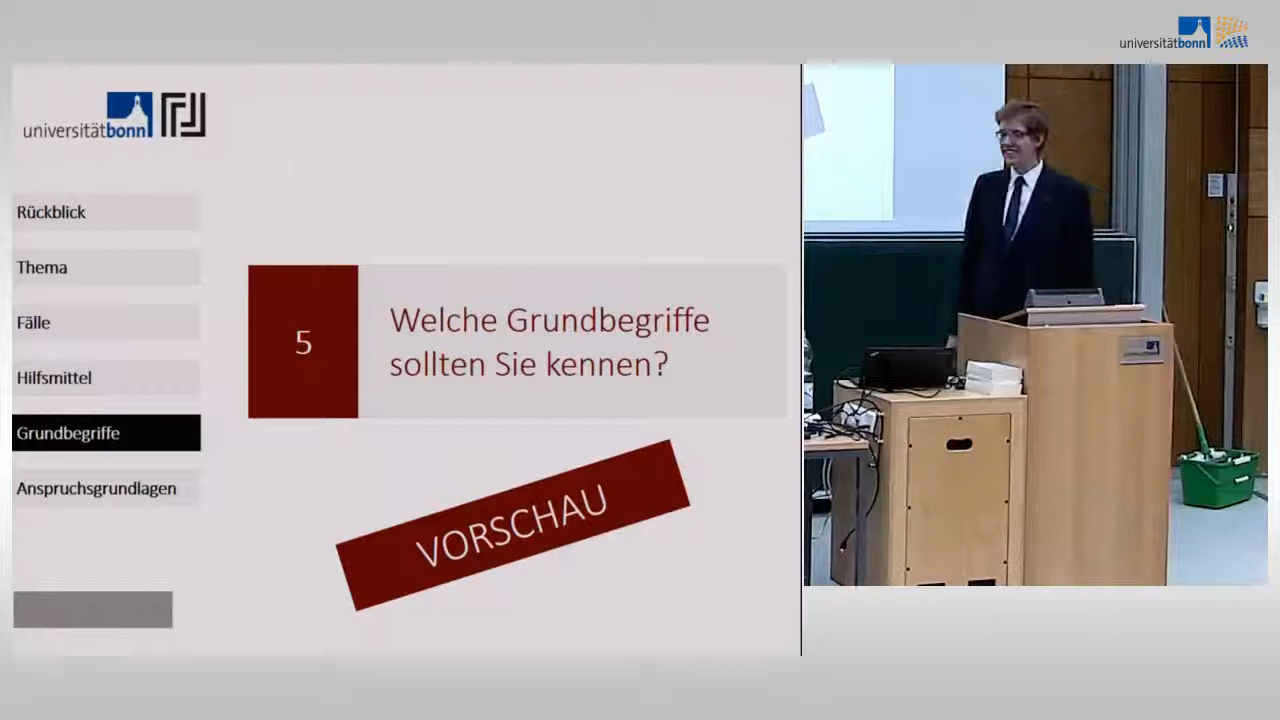 universitätbonn
universitätbonn
Rückblick
Thema
Fälle
Hilfsmittel
Grundbegriffe
Anspruchsgrundlagen
5
Welche Grundbegriffe
sollten Sie kennen?
VORSCHAU